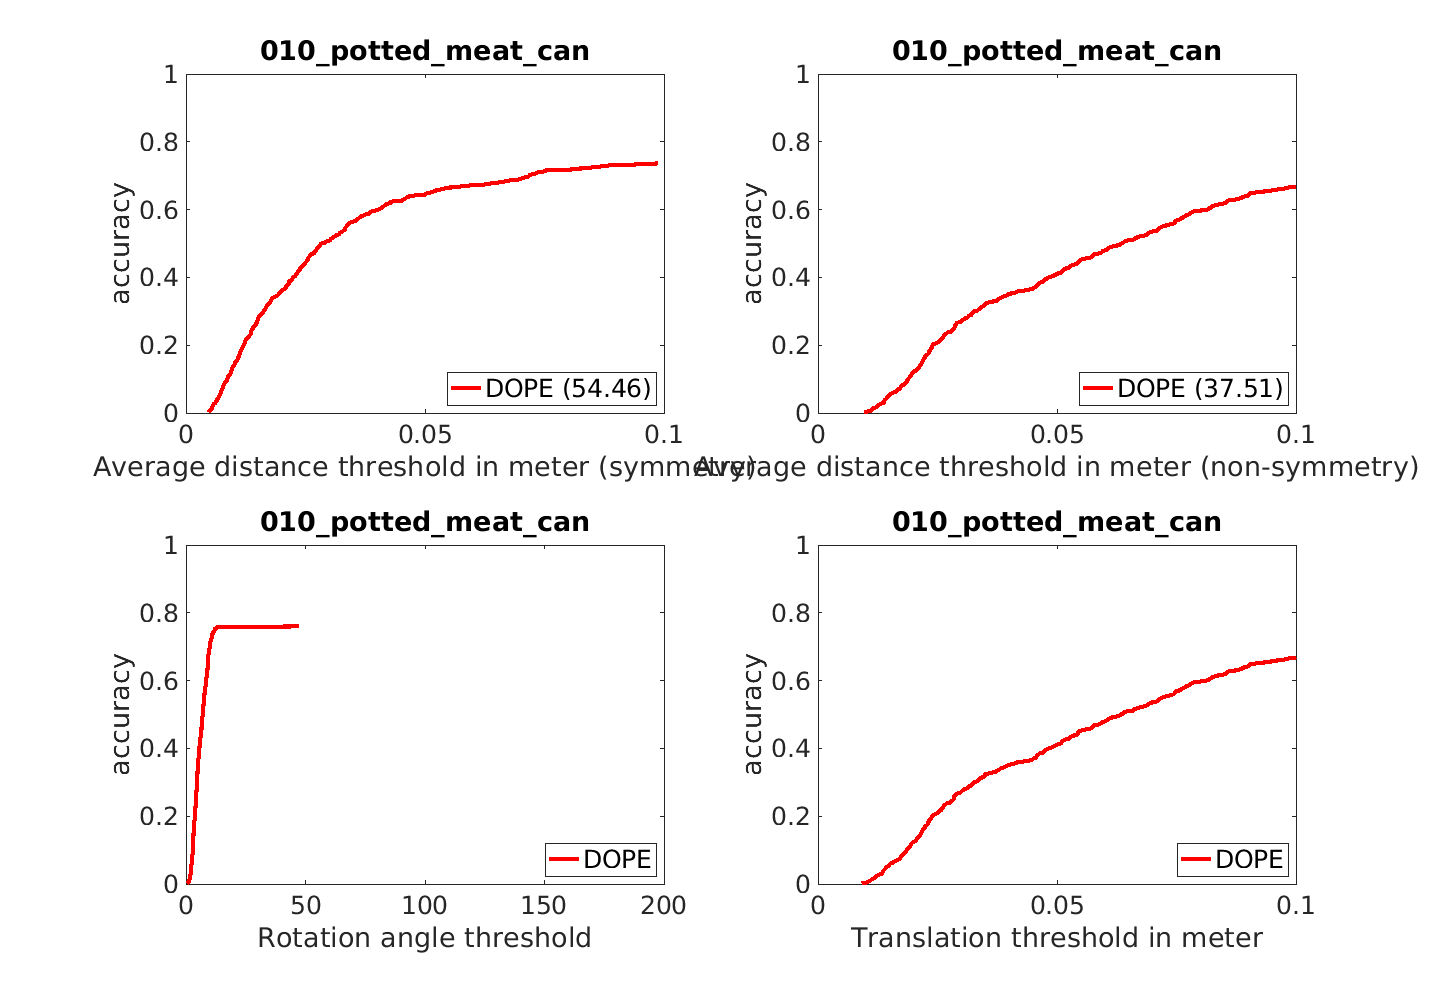 010_potted_meat_can
accuracy
1
0.8
0.6
0.4
0.2
0
0
0.05
0.1
DOPE (54.46)
Average distance threshold in meter (symmetry)
010_potted_meat_can
accuracy
1
0.8
0.6
0.4
0.2
0
0
0.05
0.1
DOPE (37.51)
Average distance threshold in meter (non-symmetry)
010_potted_meat_can
accuracy
1
0.8
0.6
0.4
0.2
0
0
50
100
150
200
DOPE
Rotation angle threshold
010_potted_meat_can
accuracy
1
0.8
0.6
0.4
0.2
0
0
0.05
0.1
DOPE
Translation threshold in meter